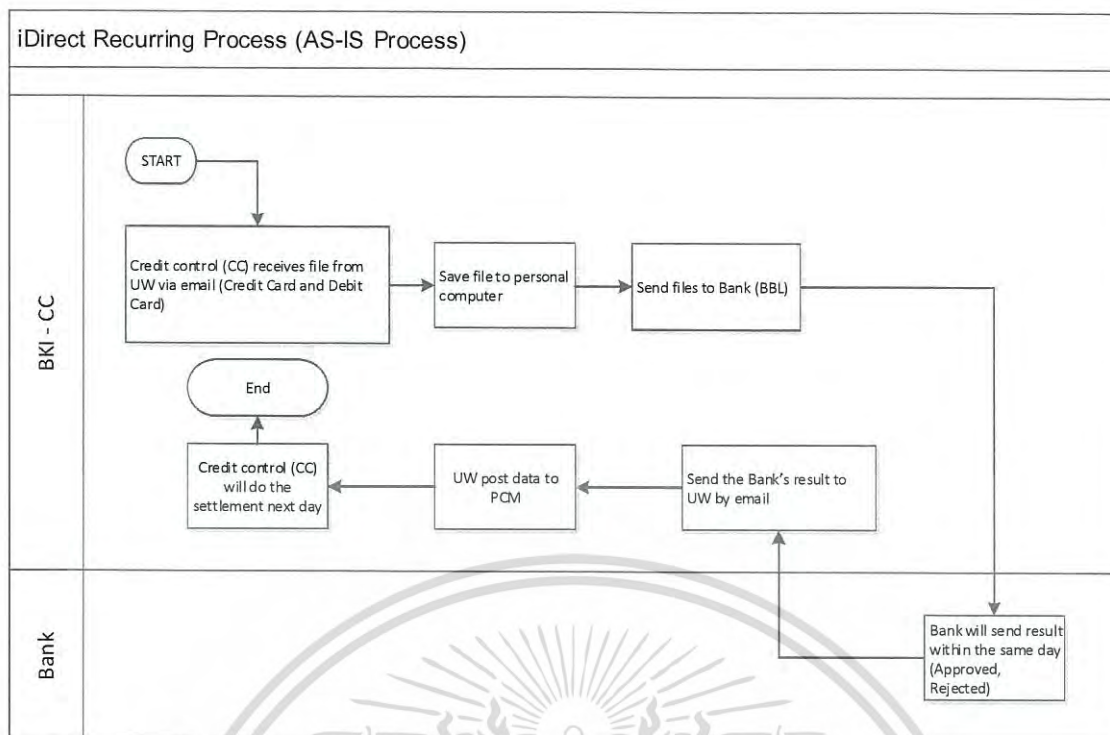 iDirect Recurring Process (AS-IS Process)
BKI - CC
START
Credit control (CC) receives file from
UW via email (Credit Card and Debit
Card)
Save file to personal
computer
Send files to Bank (BBL)
End
Credit control (CC)
will do the
settlement next day
UW post data to
PCM
Send the Bank's result to
UW by email
Bank
Bank will send result
within the same day
(Approved,
Rejected)